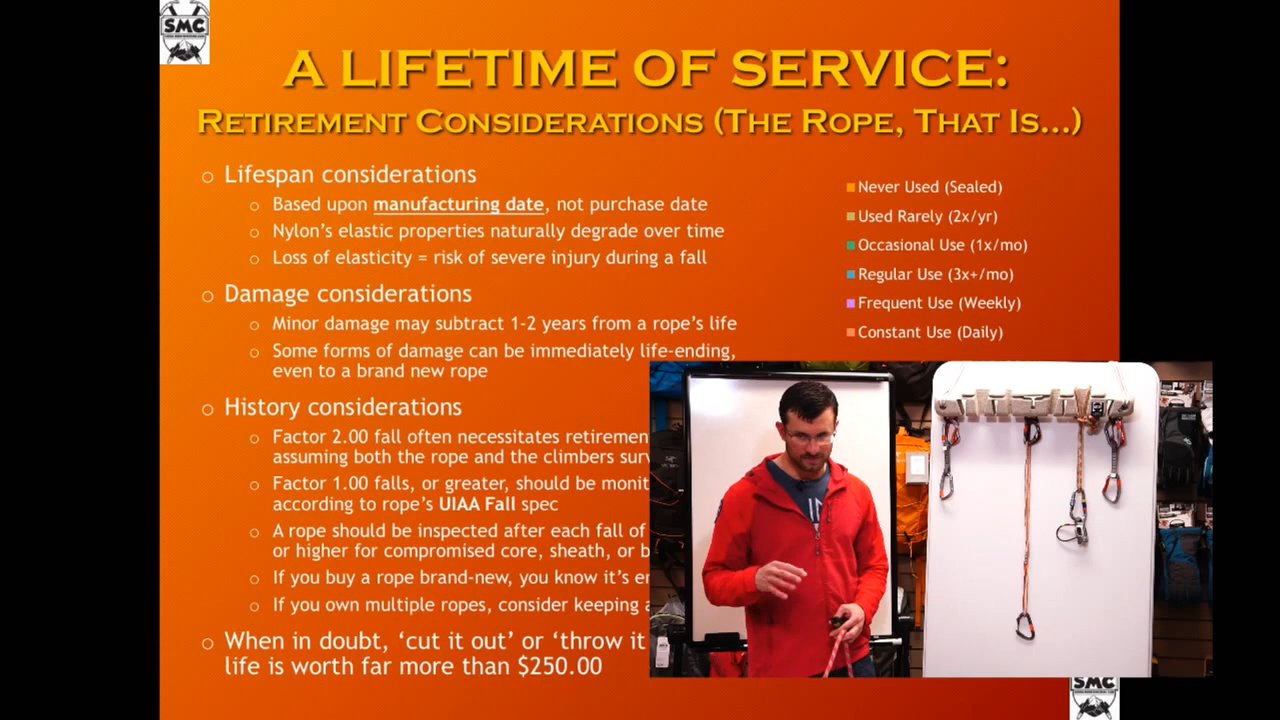 SMC
A LIFETIME OF SERVICE:
RETIREMENT CONSIDERATIONS (THE ROPE, THAT IS...)
Lifespan considerations
Based upon manufacturing date, not purchase date
Nylon's elastic properties naturally degrade over time
Loss of elasticity = risk of severe injury during a fall
Damage considerations
Minor damage may subtract 1-2 years from a rope's life
Some forms of damage can be immediately life-ending,
even to a brand new rope
History considerations
Factor 2.00 fall often necessitates
assuming both the rope and the climbers
Factor 1.00 falls, or greater, should be
according to rope's UIAA Fall spec
A rope should be inspected after each fall of
or higher for compromised core, sheath, or
If you buy a rope brand-new, you know it's
If you own multiple ropes, consider keeping
When in doubt, 'cut it out' or 'throw it
life is worth far more than $250.00
Never Used (Sealed)
Used Rarely (2x/yr)
Occasional Use (1x/mo)
Regular Use (3x+/mo)
Frequent Use (Weekly)
Constant Use (Daily)
SMC